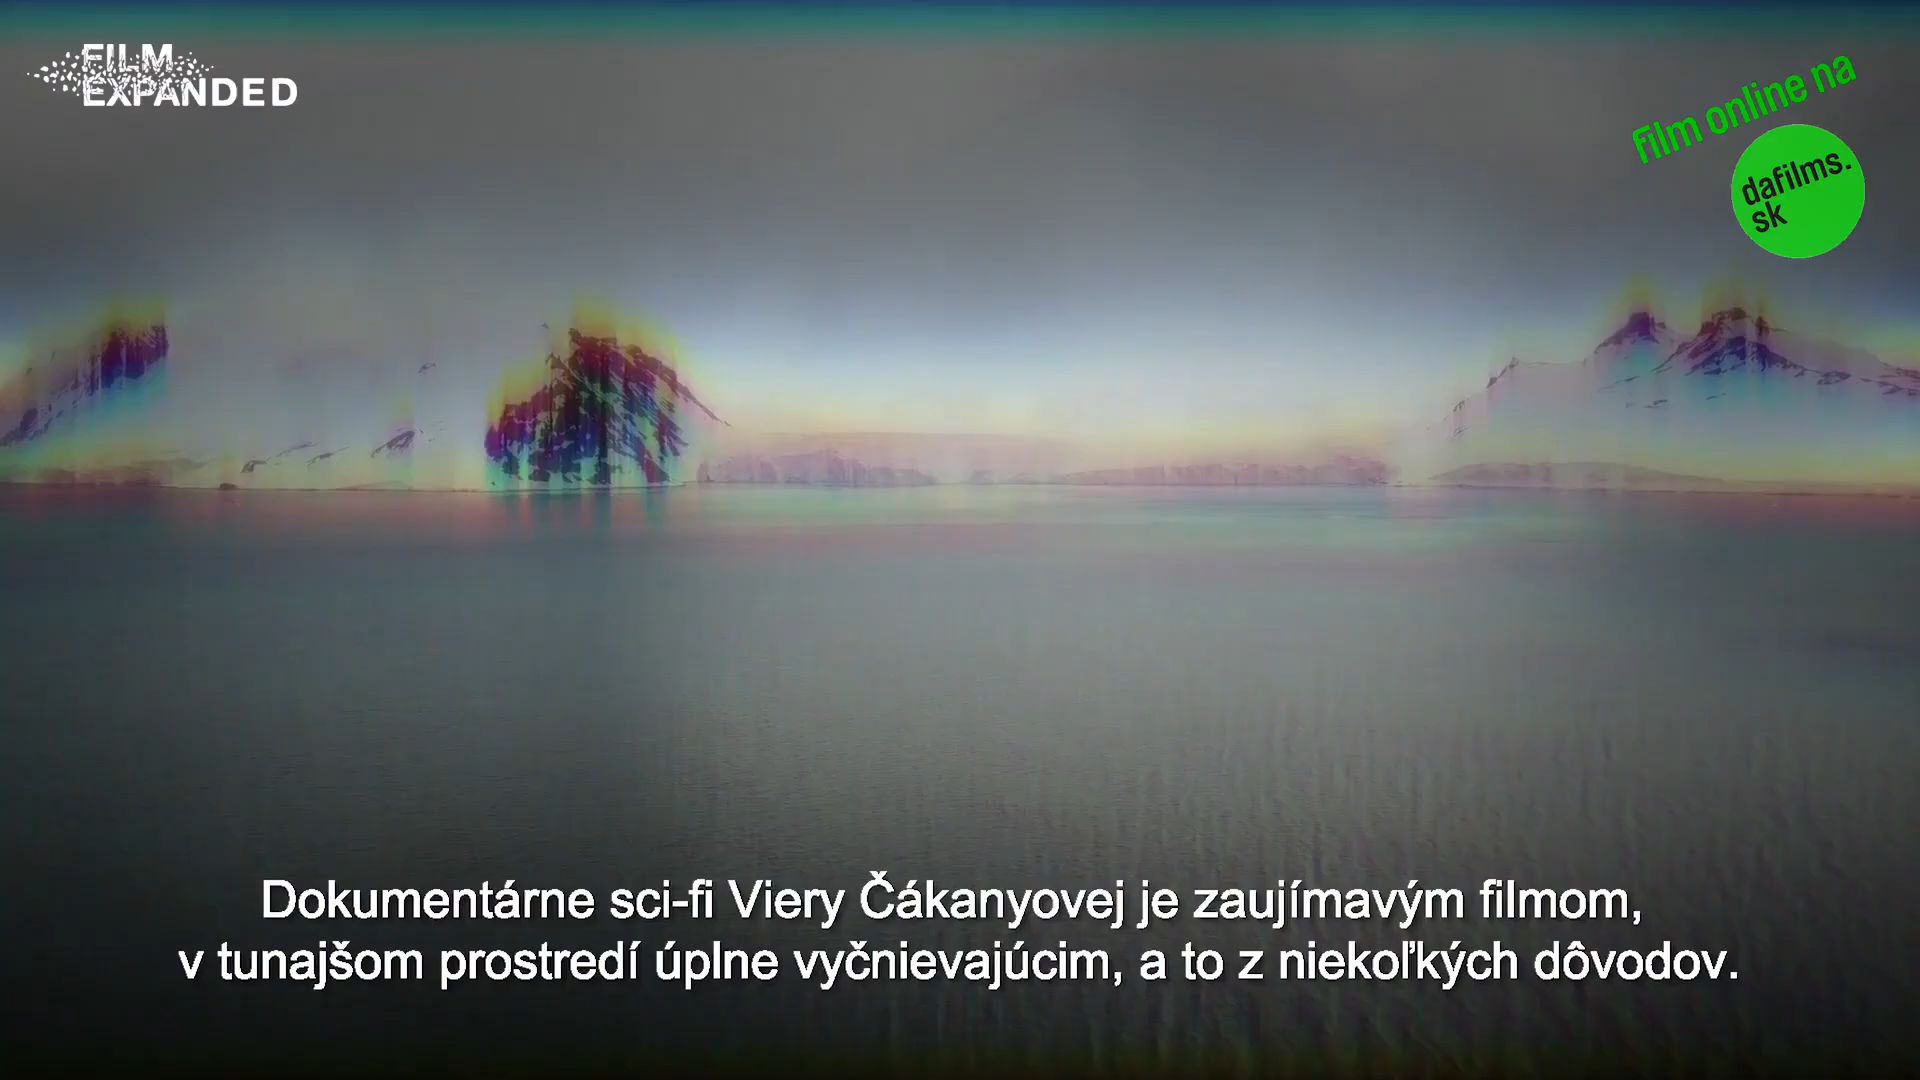 FILM
EXPANDED
film online na
dafilms.
sk
Dokumentárne sci-fi Viery Čákanyovej je zaujímavým filmom,
v tunajšom prostredí úplne vyčnievajúcim, a to z niekoľkých dôvodov.